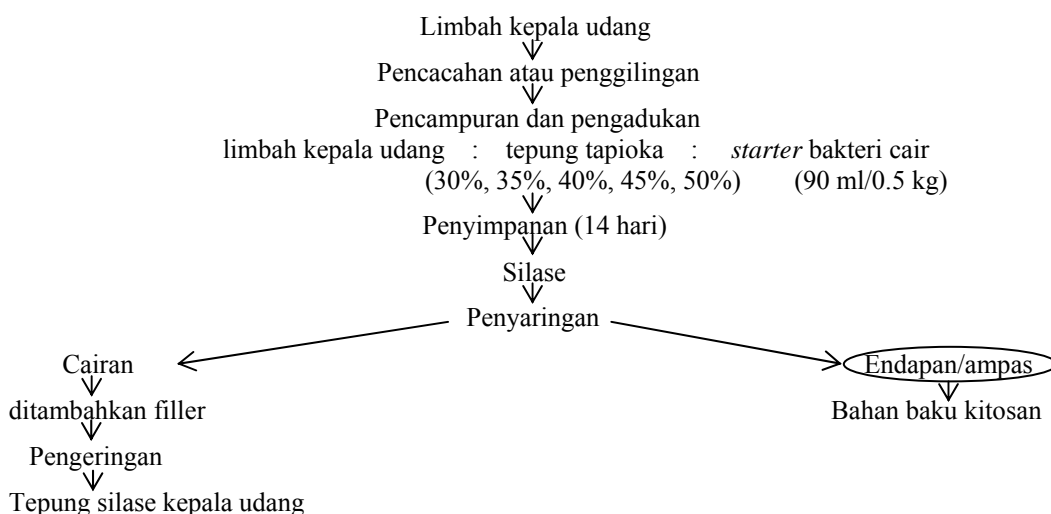 Limbah kepala udang
Pencacahan atau penggilingan
Pencampuran dan pengadukan
limbah kepala udang : tepung tapioka : starter bakteri cair
(30%, 35%, 40%, 45%, 50%) (90 ml/0.5 kg)
Penyimpanan (14 hari)
Silase
Penyaringan
Cairan
ditambahkan filler
Pengeringan
Tepung silase kepala udang
Endapan/ampas
Bahan baku kitosan